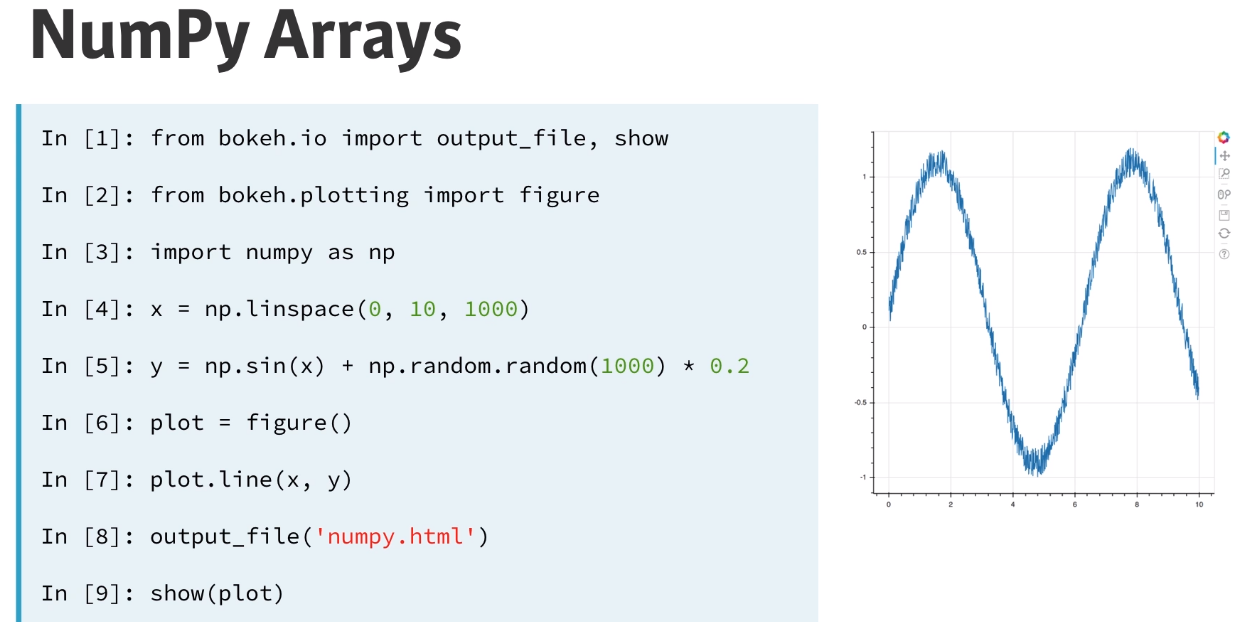 NumPy Arrays
In [1]: from bokeh.io import output_file, show
In [2]: from bokeh.plotting import figure
In [3]: import numpy as np
In [4]: x = np.linspace(0, 10, 1000)
In [5]: y = np.sin(x) + np.random.random(1000) * 0.2
In [6]: plot = figure()
In [7]: plot.line(x, y)
In [8]: output_file('numpy.html')
In [9]: show(plot)
1
0.5
0
-0.5
-1
0 2 4 6 8 10